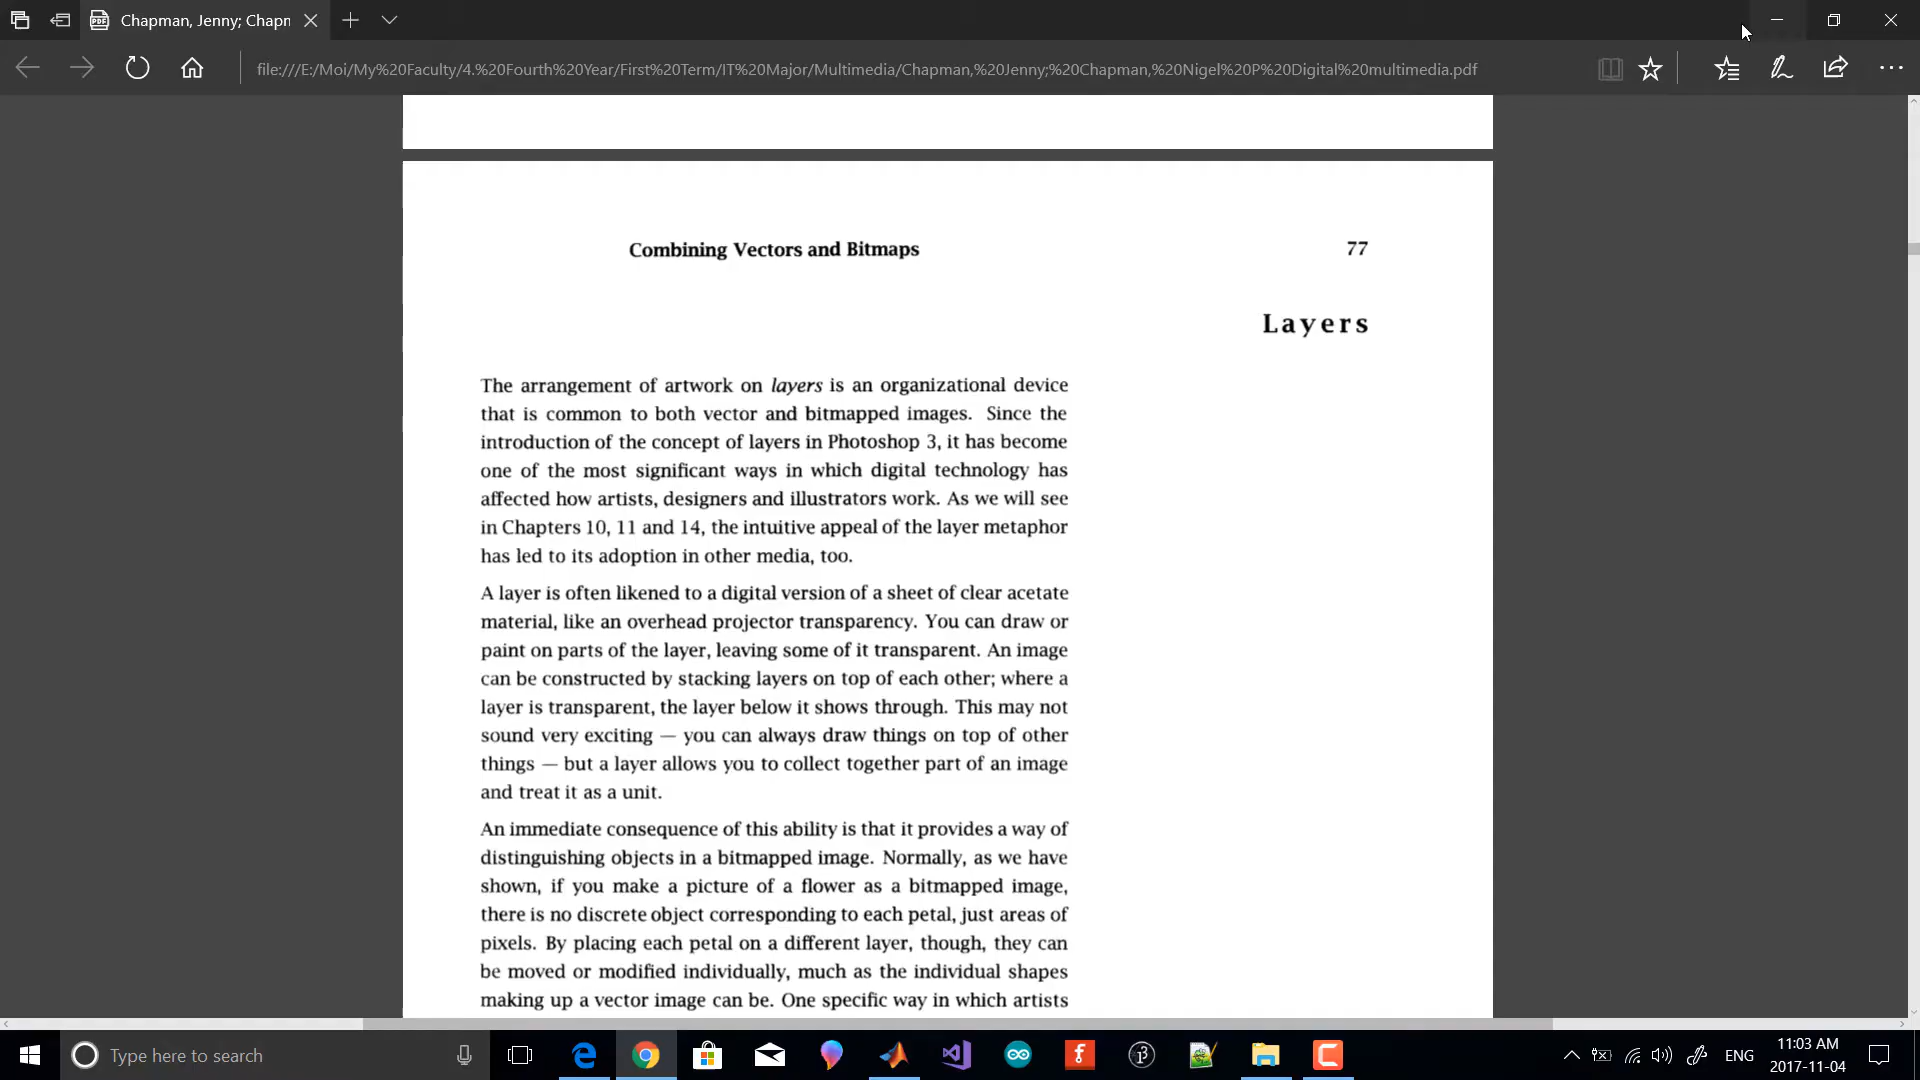 Chapman, Jenny; Chapn
file:///E:/Moi/My%20Faculty/4.%20Fourth%20Year/First%20Term/IT%20Major/Multimedia/Chapman,%20Jenny;%20Chapman,%20Nigel%20P%20Digital%20multimedia.pdf
Combining Vectors and Bitmaps 77
Layers
The arrangement of artwork on layers is an organizational device
that is common to both vector and bitmapped images. Since the
introduction of the concept of layers in Photoshop 3, it has become
one of the most significant ways in which digital technology has
affected how artists, designers and illustrators work. As we will see
in Chapters 10, 11 and 14, the intuitive appeal of the layer metaphor
has led to its adoption in other media, too.
A layer is often likened to a digital version of a sheet of clear acetate
material, like an overhead projector transparency. You can draw or
paint on parts of the layer, leaving some of it transparent. An image
can be constructed by stacking layers on top of each other; where a
layer is transparent, the layer below it shows through. This may not
sound very exciting — you can always draw things on top of other
things — but a layer allows you to collect together part of an image
and treat it as a unit.
An immediate consequence of this ability is that it provides a way of
distinguishing objects in a bitmapped image. Normally, as we have
shown, if you make a picture of a flower as a bitmapped image,
there is no discrete object corresponding to each petal, just areas of
pixels. By placing each petal on a different layer, though, they can
be moved or modified individually, much as the individual shapes
making up a vector image can be. One specific way in which artists
Type here to search
ENG
11:03 AM
2017-11-04